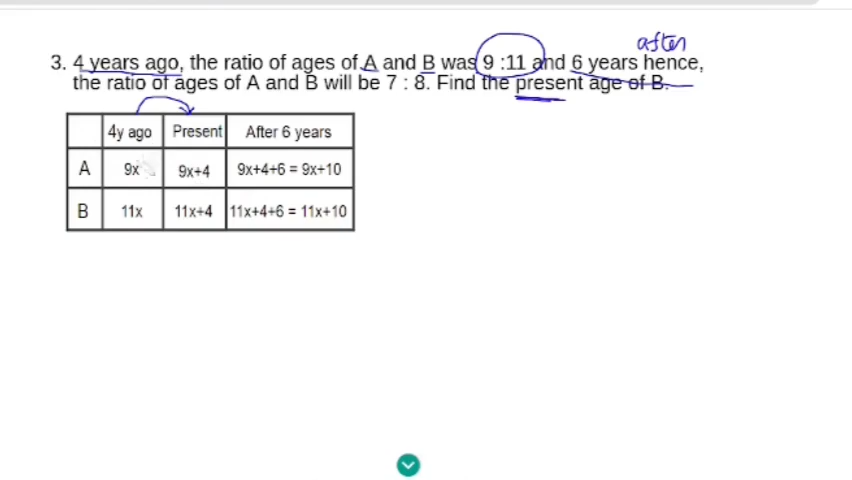 after
3. 4 years ago, the ratio of ages of A and B was 9 :11 and 6 years hence,
the ratio of ages of A and B will be 7 : 8. Find the present age of B.
4y ago Present After 6 years
A 9x 9x+4 9x+4+6 = 9x+10
B 11x 11x+4 11x+4+6 = 11x+10